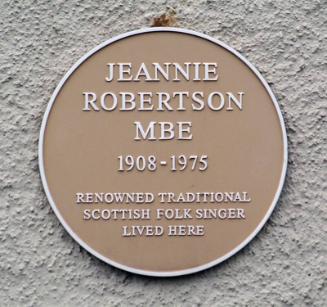 JEANNIE
ROBERTSON
MBE
1908-1975
RENOWNED TRADITIONAL
SCOTTISH FOLK SINGER
LIVED HERE